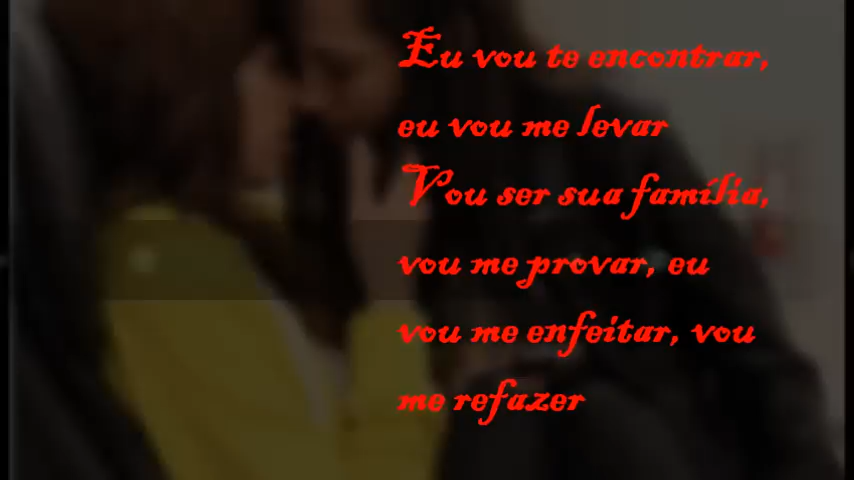 Eu vou te encontrar,
eu vou me levar
Vou ser sua família,
vou me provar, eu
vou me enfeitar, vou
me refazer